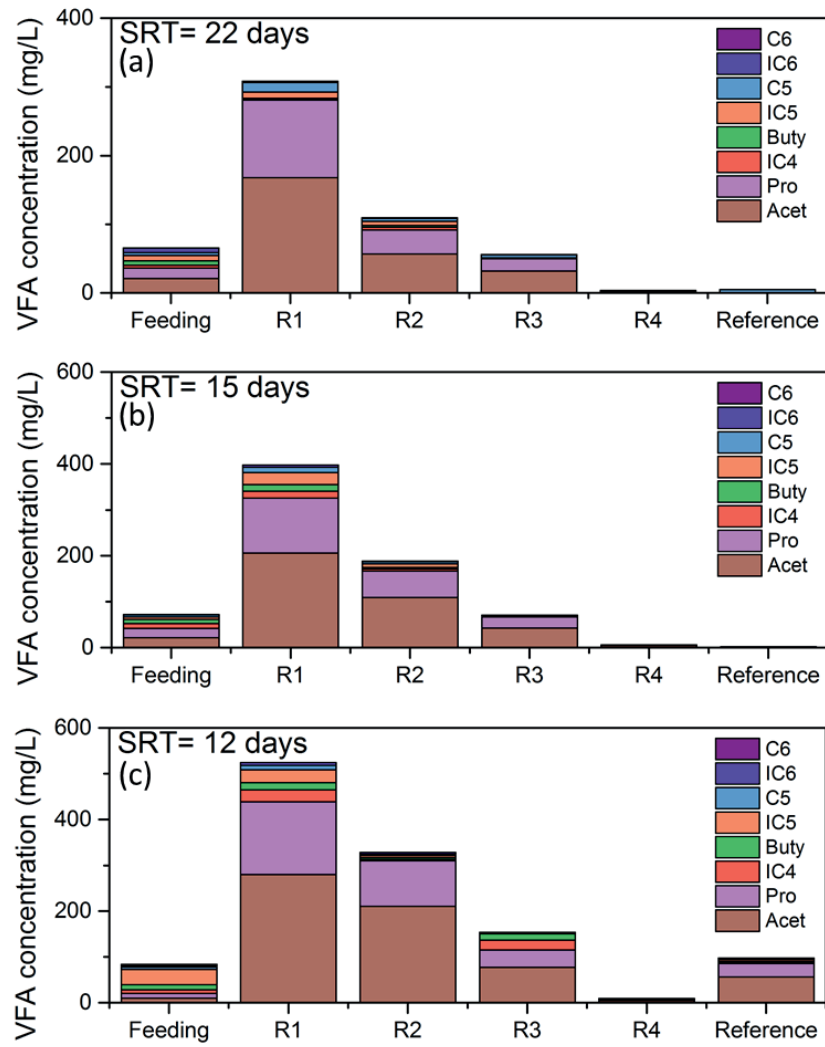 400
200
0
VFA concentration (mg/L)
SRT= 22 days
(a)
C6
IC6
C5
IC5
Buty
IC4
Pro
Acet
Feeding R1 R2 R3 R4 Reference
600
400
200
0
VFA concentration (mg/L)
SRT= 15 days
(b)
C6
IC6
C5
IC5
Buty
IC4
Pro
Acet
Feeding R1 R2 R3 R4 Reference
600
400
200
0
VFA concentration (mg/L)
SRT= 12 days
(c)
C6
IC6
C5
IC5
Buty
IC4
Pro
Acet
Feeding R1 R2 R3 R4 Reference